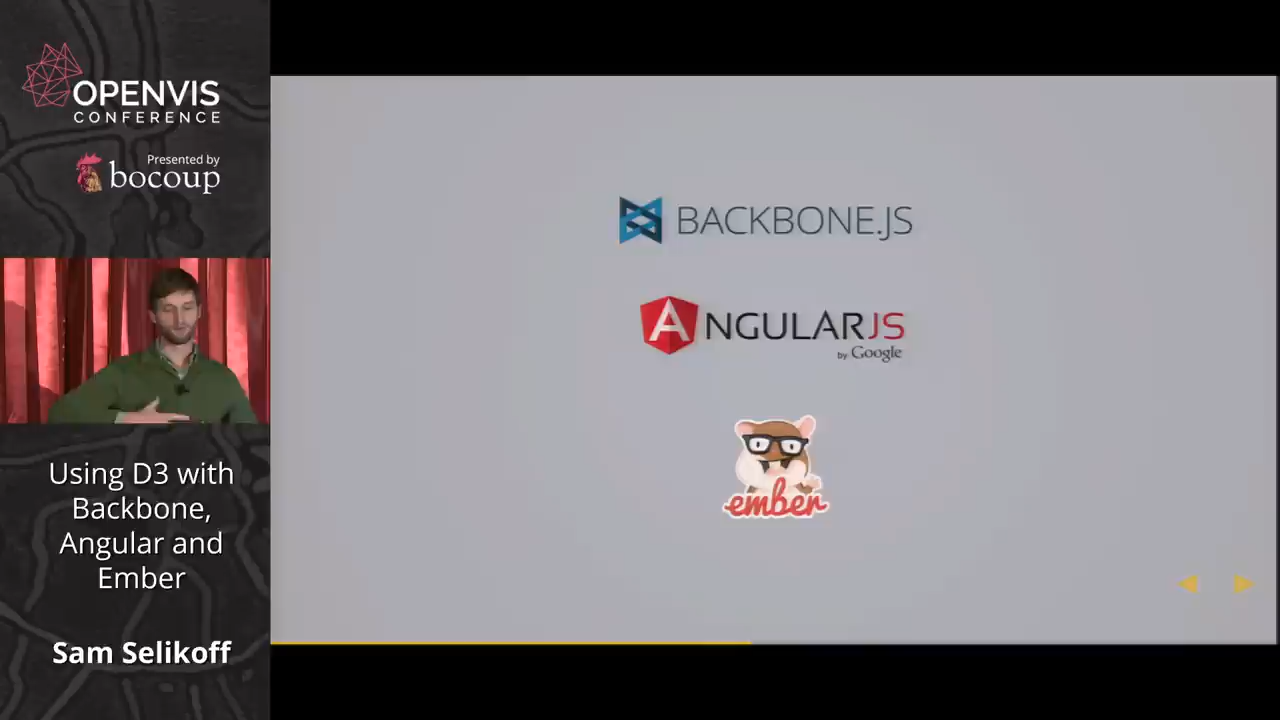 OPENVIS
CONFERENCE
Presented by
bocoup
Using D3 with
Backbone,
Angular and
Ember
Sam Selikoff
BACKBONE.JS
ANGULARJS
by Google
ember